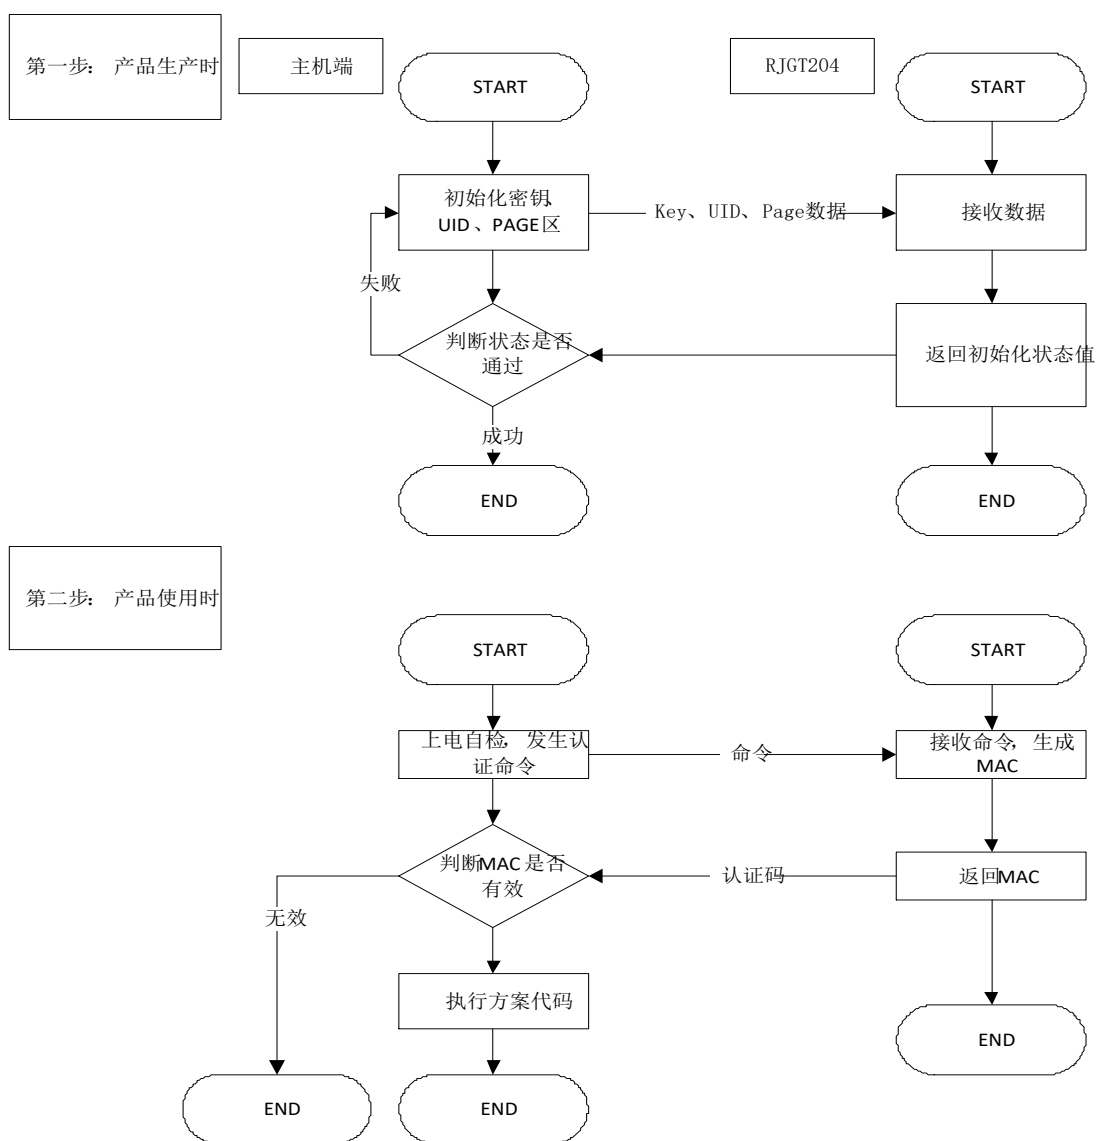 第一步： 产品生产时
主机端
RJGT204
START
START
初始化密钥、
UID 、PAGE 区
Key、UID、Page数据
接收数据
失败
判断状态是否
通过
返回初始化状态值
成功
END
END
第二步： 产品使用时
START
START
上电自检，发生认
证命令
命令
接收命令，生成
MAC
判断MAC 是否
有效
认证码
返回MAC
无效
执行方案代码
END
END
END